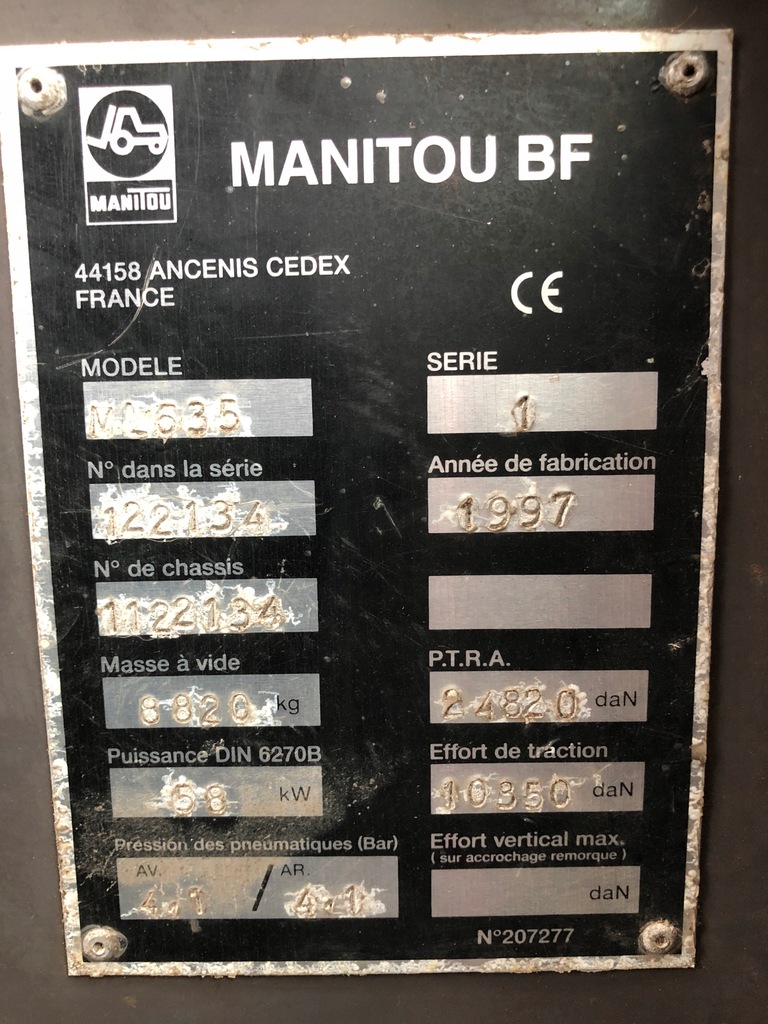 MANITOU
MANITOU BF
44158 ANCENIS CEDEX
FRANCE
CE
MODELE
SERIE
1
N° dans la série
Année de fabrication
122134
1997
N° de chassis
1122134
Masse à vide
P.T.R.A.
8820 kg
24820 daN
Puissance DIN 6270B
Effort de traction
58 kW
10350 daN
Préssion des pneumatiques (Bar)
Effort vertical max.
(sur accrochage remorque)
AV. / AR.
4,1 4,1
daN
N°207277